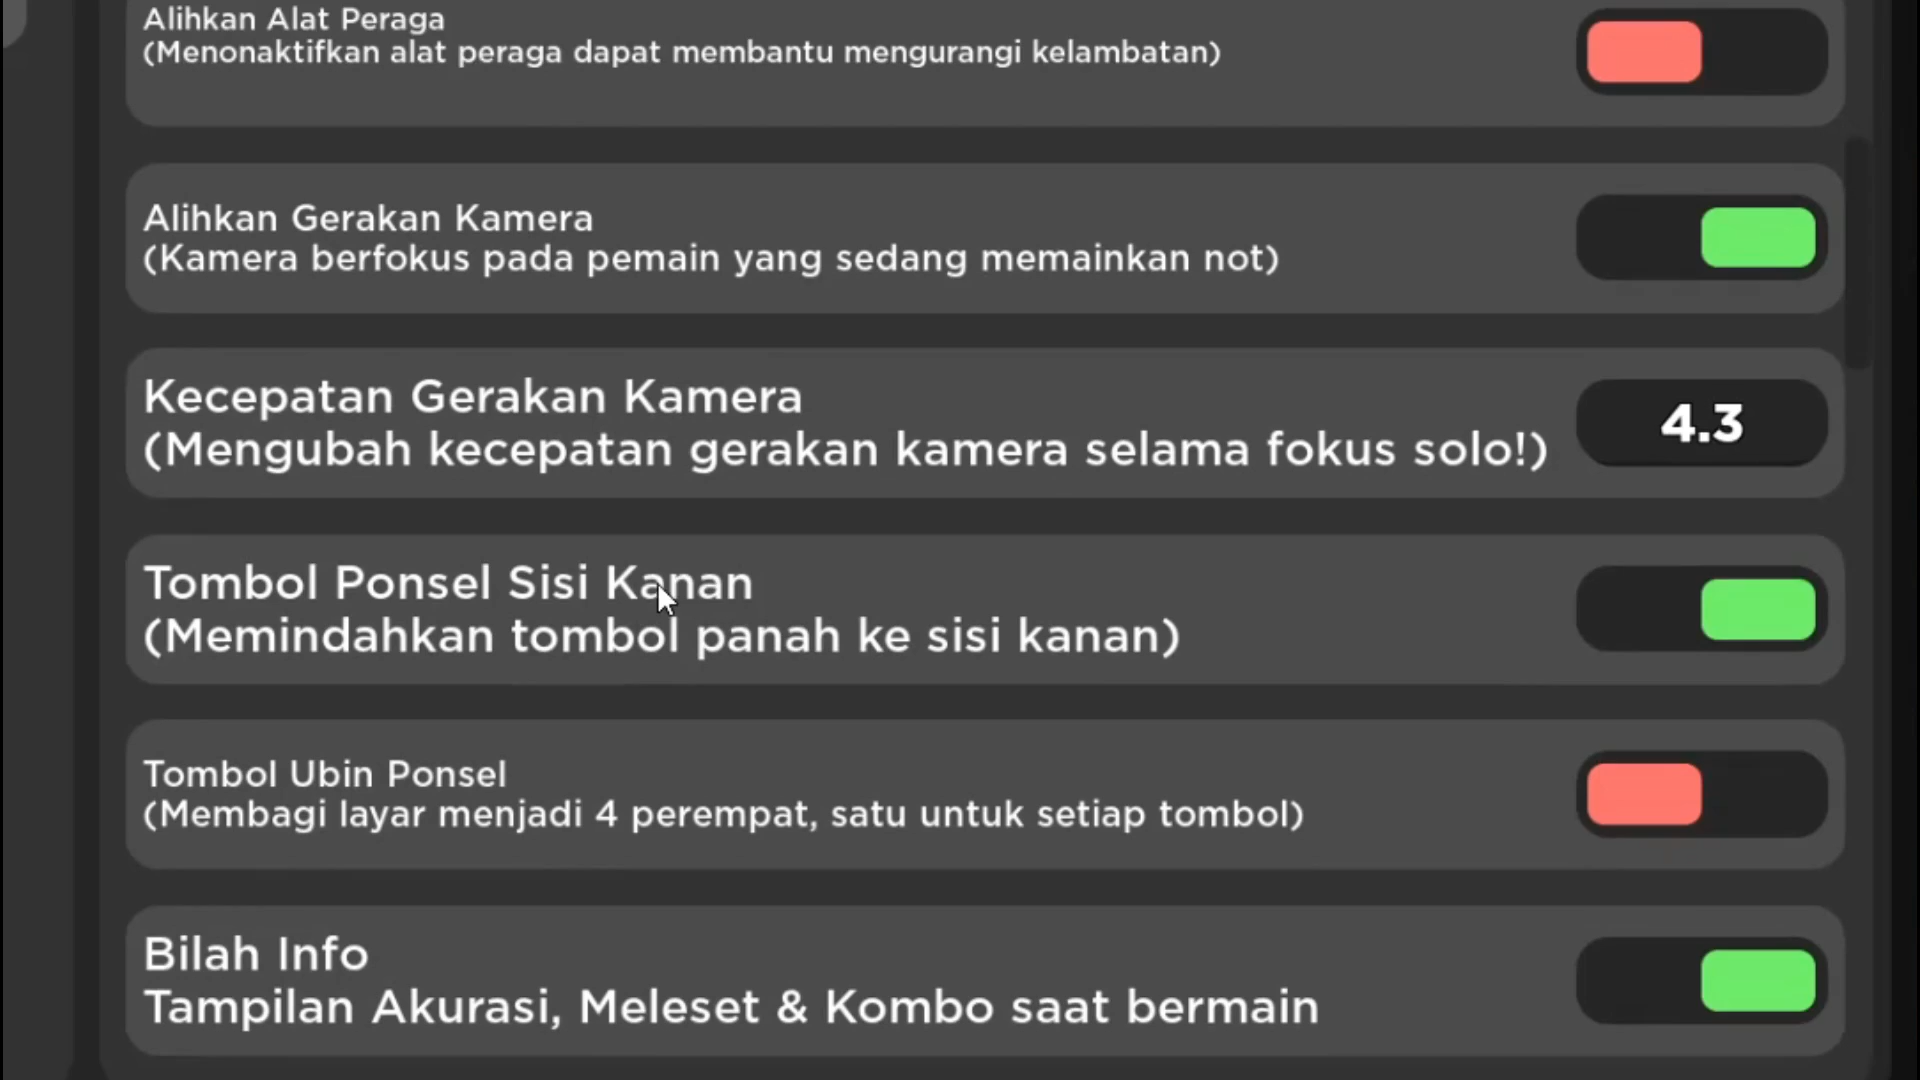 Alihkan Alat Peraga
(Menonaktifkan alat peraga dapat membantu mengurangi kelambatan)
Alihkan Gerakan Kamera
(Kamera berfokus pada pemain yang sedang memainkan not)
Kecepatan Gerakan Kamera
(Mengubah kecepatan gerakan kamera selama fokus solo!)
4.3
Tombol Ponsel Sisi Kanan
(Memindahkan tombol panah ke sisi kanan)
Tombol Ubin Ponsel
(Membagi layar menjadi 4 perempat, satu untuk setiap tombol)
Bilah Info
Tampilan Akurasi, Meleset & Kombo saat bermain